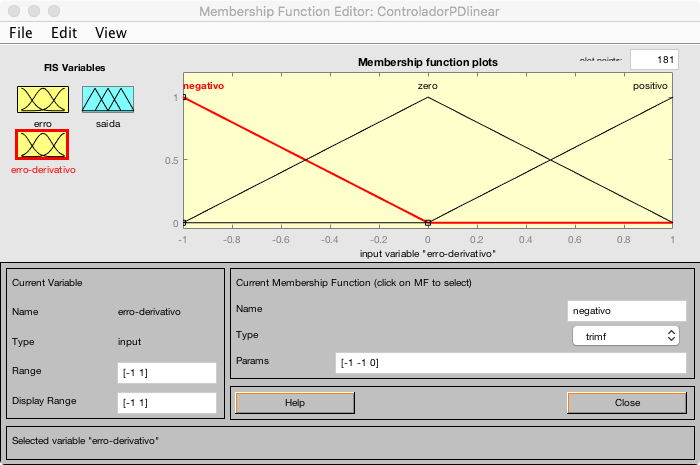 Membership Function Editor: ControladorPDlinear
File Edit View
FIS Variables
erro saida
erro-derivativo
Membership function plots
plot points: 181
negativo zero positivo
1
0.5
0
-1 -0.8 -0.6 -0.4 -0.2 0 0.2 0.4 0.6 0.8 1
input variable "erro-derivativo"
Current Variable
Name erro-derivativo
Type input
Range [-1 1]
Display Range [-1 1]
Current Membership Function (click on MF to select)
Name negativo
Type trimf
Params [-1 -1 0]
Help Close
Selected variable "erro-derivativo"